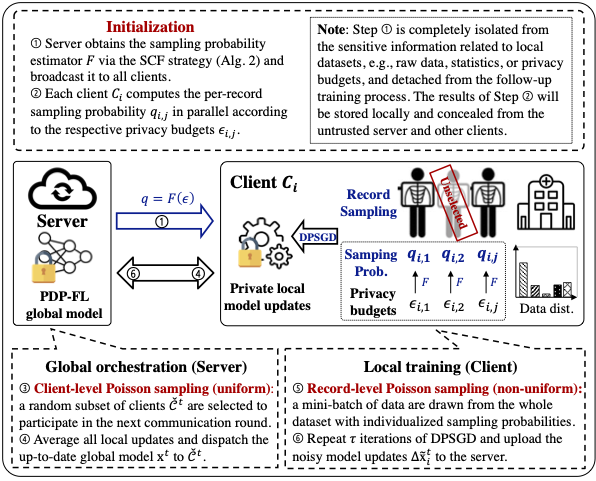 Initialization
① Server obtains the sampling probability
estimator F via the SCF strategy (Alg. 2) and
broadcast it to all clients.
② Each client C_i computes the per-record
sampling probability q_{i,j} in parallel according
to the respective privacy budgets ϵ_{i,j}.
Note: Step ① is completely isolated from
the sensitive information related to local
datasets, e.g., raw data, statistics, or privacy
budgets, and detached from the follow-up
training process. The results of Step ② will
be stored locally and concealed from the
untrusted server and other clients.
Server
PDP-FL
global model
q = F(ϵ)
①
⑥ ④
Client C_i
Private local
model updates
DPSGD
Record
Sampling
Unselected
Samping
Prob.
q_{i,1} q_{i,2} q_{i,j}
F F F
Privacy
budgets
ϵ_{i,1} ϵ_{i,2} ϵ_{i,j}
Data dist.
Global orchestration (Server)
③ Client-level Poisson sampling (uniform):
a random subset of clients Č^t are selected to
participate in the next communication round.
④ Average all local updates and dispatch the
up-to-date global model x^t to Č^t.
Local training (Client)
⑤ Record-level Poisson sampling (non-uniform):
a mini-batch of data are drawn from the whole
dataset with individualized sampling probabilities.
⑥ Repeat τ iterations of DPSGD and upload the
noisy model updates Δx̃_i^t to the server.